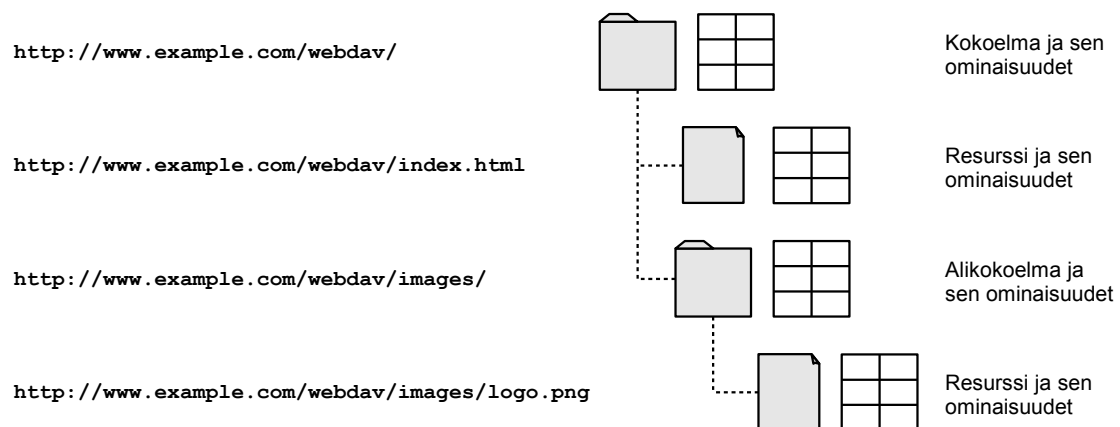 http://www.example.com/webdav/
Kokoelma ja sen
ominaisuudet
http://www.example.com/webdav/index.html
Resurssi ja sen
ominaisuudet
http://www.example.com/webdav/images/
Alikokoelma ja
sen ominaisuudet
http://www.example.com/webdav/images/logo.png
Resurssi ja sen
ominaisuudet